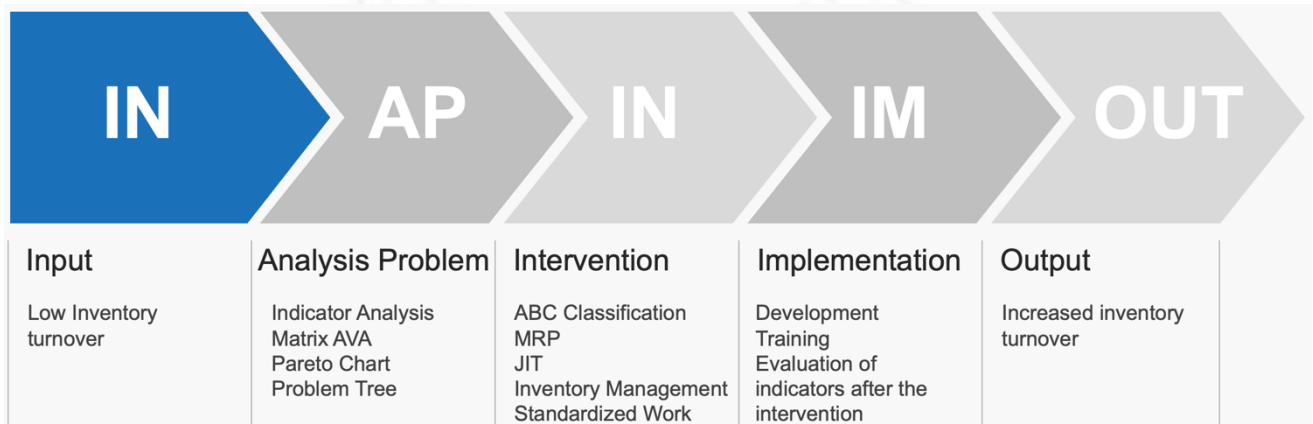 IN
AP
IN
IM
OUT
Input
Low Inventory
turnover
Analysis Problem
Indicator Analysis
Matrix AVA
Pareto Chart
Problem Tree
Intervention
ABC Classification
MRP
JIT
Inventory Management
Standardized Work
Implementation
Development
Training
Evaluation of
indicators after the
intervention
Output
Increased inventory
turnover